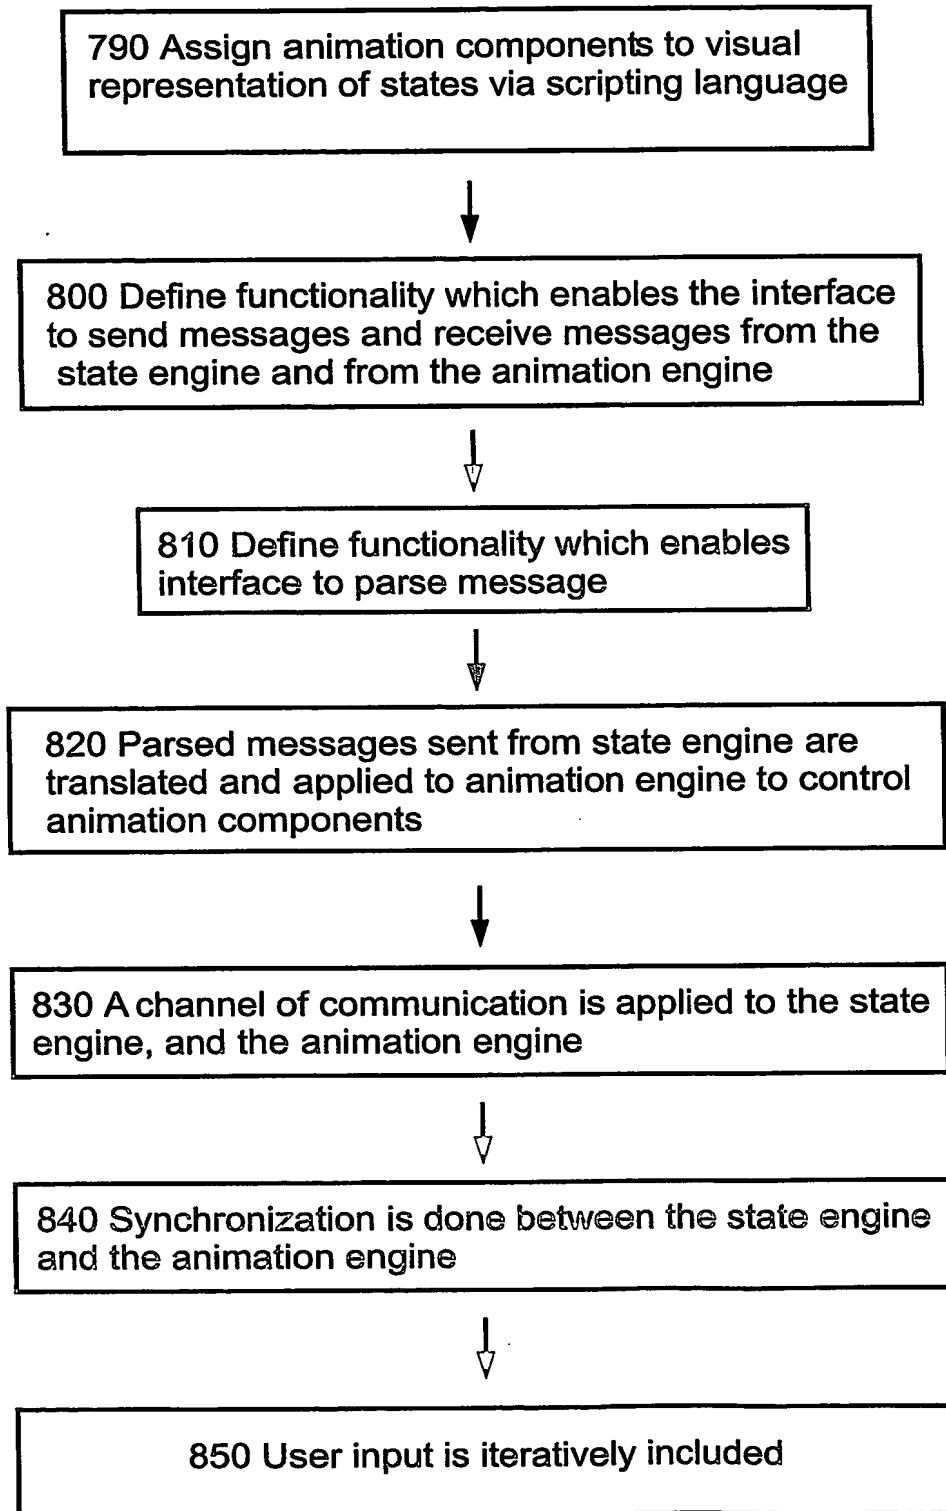 790 Assign animation components to visual
representation of states via scripting language
800 Define functionality which enables the interface
to send messages and receive messages from the
state engine and from the animation engine
810 Define functionality which enables
interface to parse message
820 Parsed messages sent from state engine are
translated and applied to animation engine to control
animation components
830 A channel of communication is applied to the state
engine, and the animation engine
840 Synchronization is done between the state engine
and the animation engine
850 User input is iteratively included